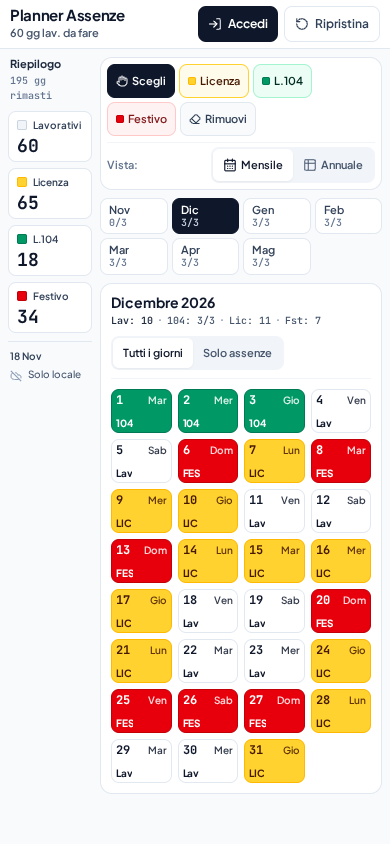 Planner Assenze
60 gg lav. da fare
Accedi
Ripristina
Riepilogo
195 gg
rimasti
Lavorativi
60
Licenza
65
L.104
18
Festivo
34
18 Nov
Solo locale
Scegli
Licenza
L.104
Festivo
Rimuovi
Vista:
Mensile
Annuale
Nov
0/3
Dic
3/3
Gen
3/3
Feb
3/3
Mar
3/3
Apr
3/3
Mag
3/3
Dicembre 2026
Lav: 10 · 104: 3/3 · Lic: 11 · Fst: 7
Tutti i giorni
Solo assenze
1 Mar
104
2 Mer
104
3 Gio
104
4 Ven
Lav
5 Sab
Lav
6 Dom
FES
7 Lun
LIC
8 Mar
FES
9 Mer
LIC
10 Gio
LIC
11 Ven
Lav
12 Sab
Lav
13 Dom
FES
14 Lun
LIC
15 Mar
LIC
16 Mer
LIC
17 Gio
LIC
18 Ven
Lav
19 Sab
Lav
20 Dom
FES
21 Lun
LIC
22 Mar
Lav
23 Mer
Lav
24 Gio
LIC
25 Ven
FES
26 Sab
FES
27 Dom
FES
28 Lun
LIC
29 Mar
Lav
30 Mer
Lav
31 Gio
LIC